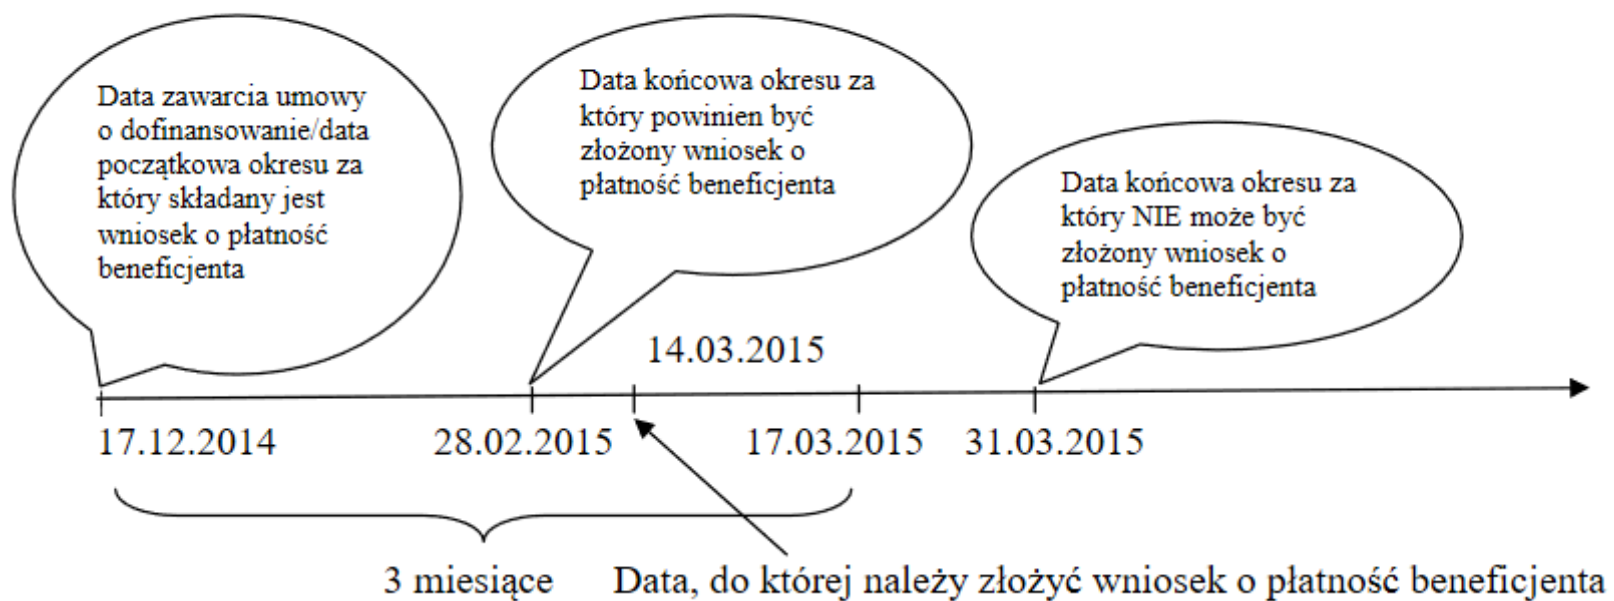 Data zawarcia umowy
o dofinansowanie/data
początkowa okresu za
który składany jest
wniosek o płatność
beneficjenta
Data końcowa okresu za
który powinien być
złożony wniosek o
płatność beneficjenta
Data końcowa okresu za
który NIE może być
złożony wniosek o
płatność beneficjenta
14.03.2015
17.12.2014
28.02.2015
17.03.2015
31.03.2015
3 miesiące
Data, do której należy złożyć wniosek o płatność beneficjenta